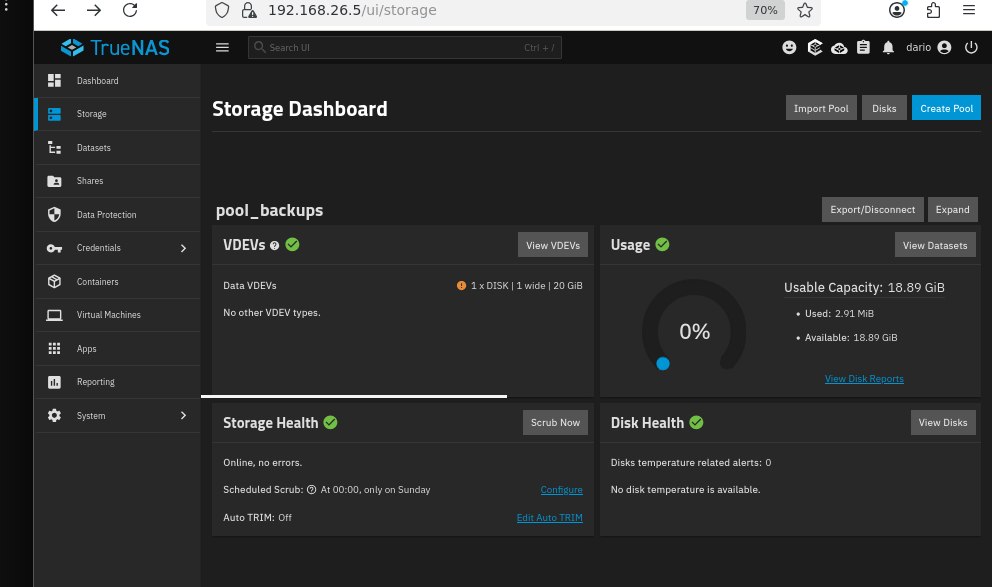 192.168.26.5/ui/storage
70%
TrueNAS
Search UI
Ctrl + /
dario
Dashboard
Storage
Datasets
Shares
Data Protection
Credentials
Containers
Virtual Machines
Apps
Reporting
System
Storage Dashboard
Import Pool
Disks
Create Pool
pool_backups
Export/Disconnect
Expand
VDEVs
View VDEVs
Data VDEVs
1 x DISK | 1 wide | 20 GiB
No other VDEV types.
Usage
View Datasets
0%
Usable Capacity: 18.89 GiB
• Used: 2.91 MiB
• Available: 18.89 GiB
View Disk Reports
Storage Health
Scrub Now
Online, no errors.
Scheduled Scrub: At 00:00, only on Sunday
Configure
Auto TRIM: Off
Edit Auto TRIM
Disk Health
View Disks
Disks temperature related alerts: 0
No disk temperature is available.